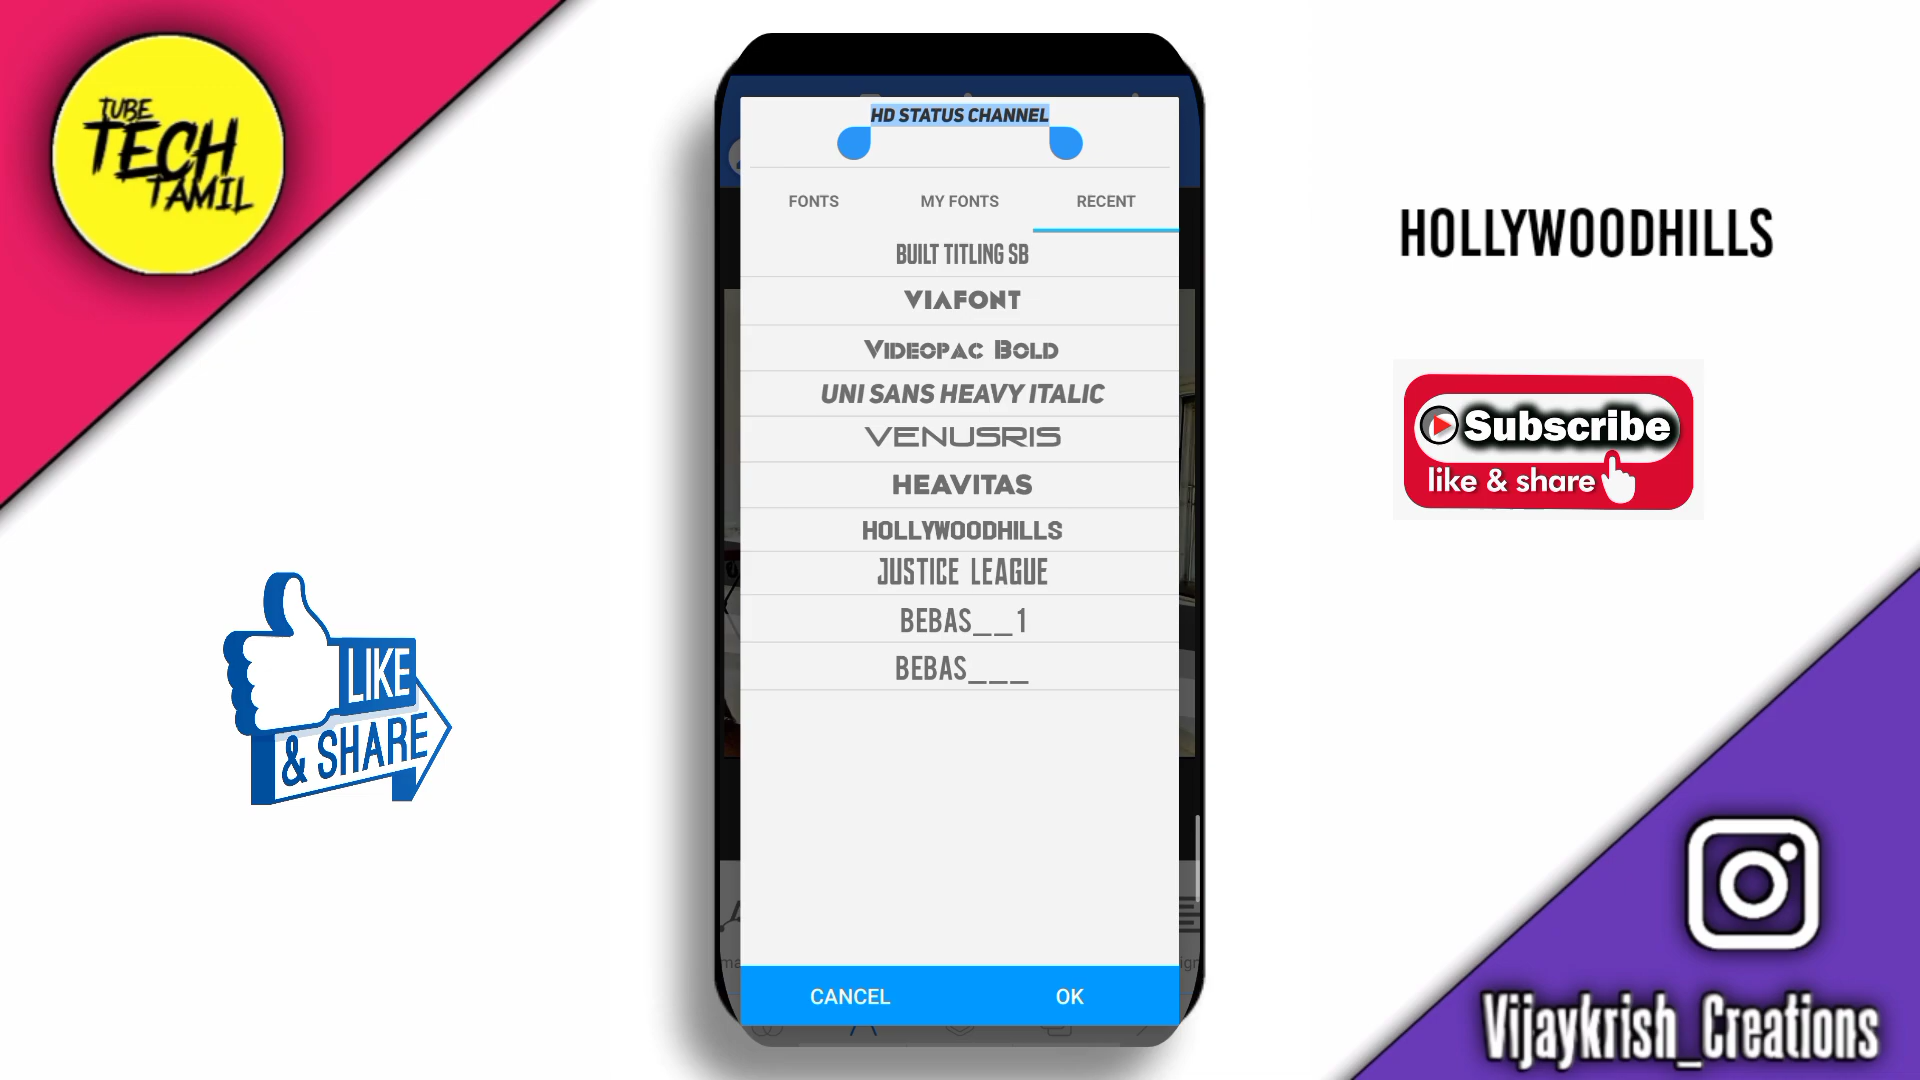 TUBE
TECH
TAMIL
HD STATUS CHANNEL
FONTS
MY FONTS
RECENT
BUILT TITLING SB
VIAFONT
VIDEOPAC BOLD
UNI SANS HEAVY ITALIC
VENUSRIS
HEAVITAS
HOLLYWOODHILLS
JUSTICE LEAGUE
BEBAS__1
BEBAS___
CANCEL
OK
HOLLYWOODHILLS
Subscribe
like & share
LIKE
& SHARE
Vijaykrish_Creations